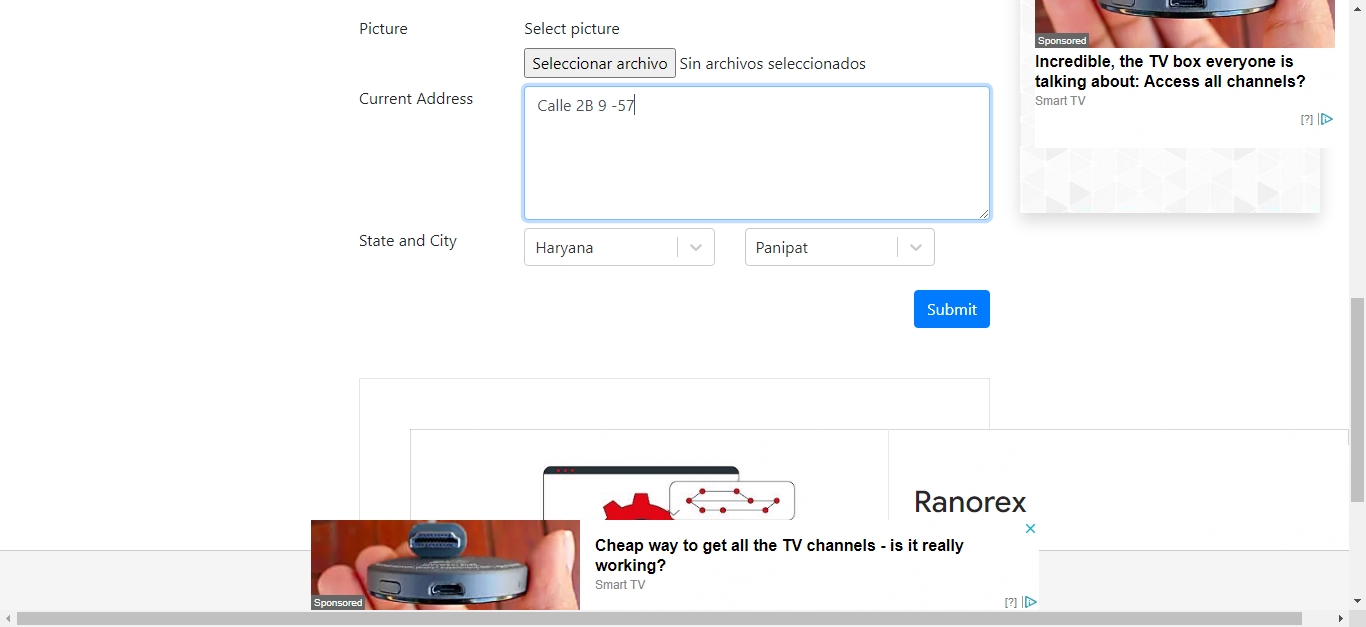 Picture
Select picture
Seleccionar archivo Sin archivos seleccionados
Current Address
Calle 2B 9 -57
State and City
Haryana
Panipat
Submit
Sponsored
Incredible, the TV box everyone is
talking about: Access all channels?
Smart TV
[?]
Ranorex
Sponsored
Cheap way to get all the TV channels - is it really
working?
Smart TV
[?]